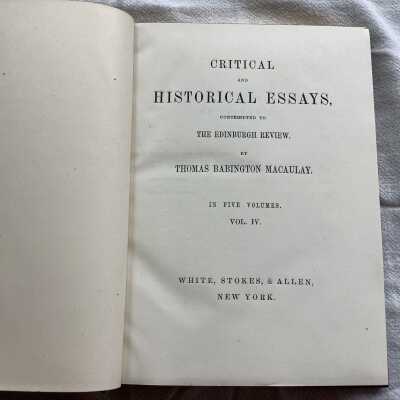 CRITICAL
AND
HISTORICAL ESSAYS,
CONTRIBUTED TO
THE EDINBURGH REVIEW.
BY
THOMAS BABINGTON MACAULAY.
IN FIVE VOLUMES.
VOL. IV.
WHITE, STOKES, & ALLEN,
NEW YORK.